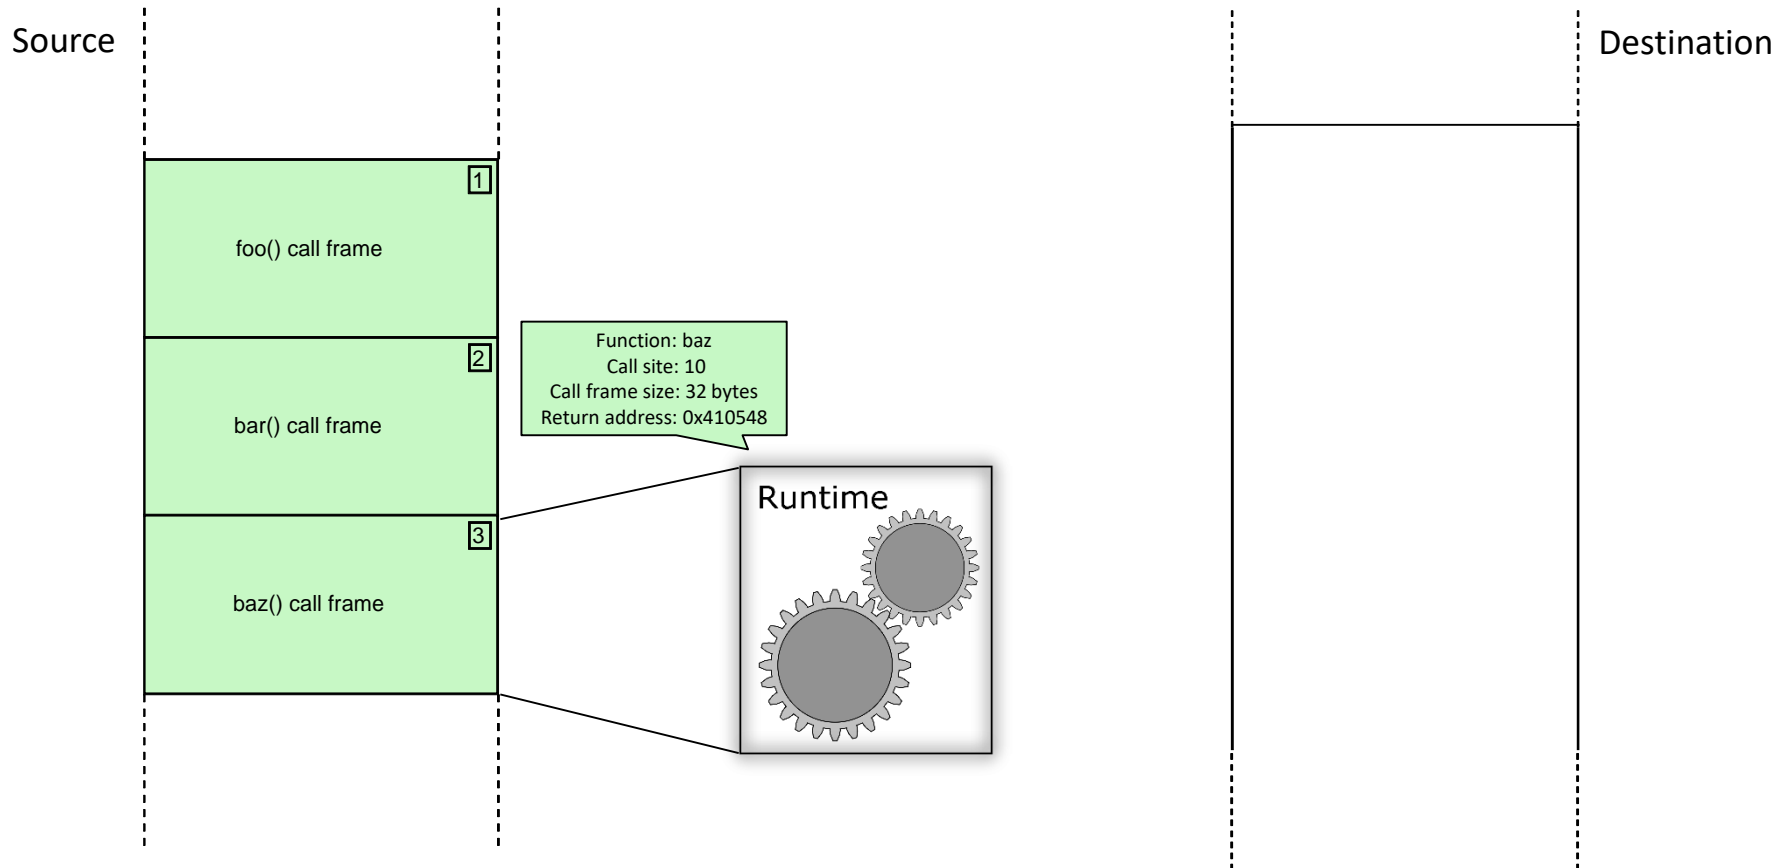 Source
Destination
1
foo() call frame
2
bar() call frame
3
baz() call frame
Function: baz
Call site: 10
Call frame size: 32 bytes
Return address: 0x410548
Runtime